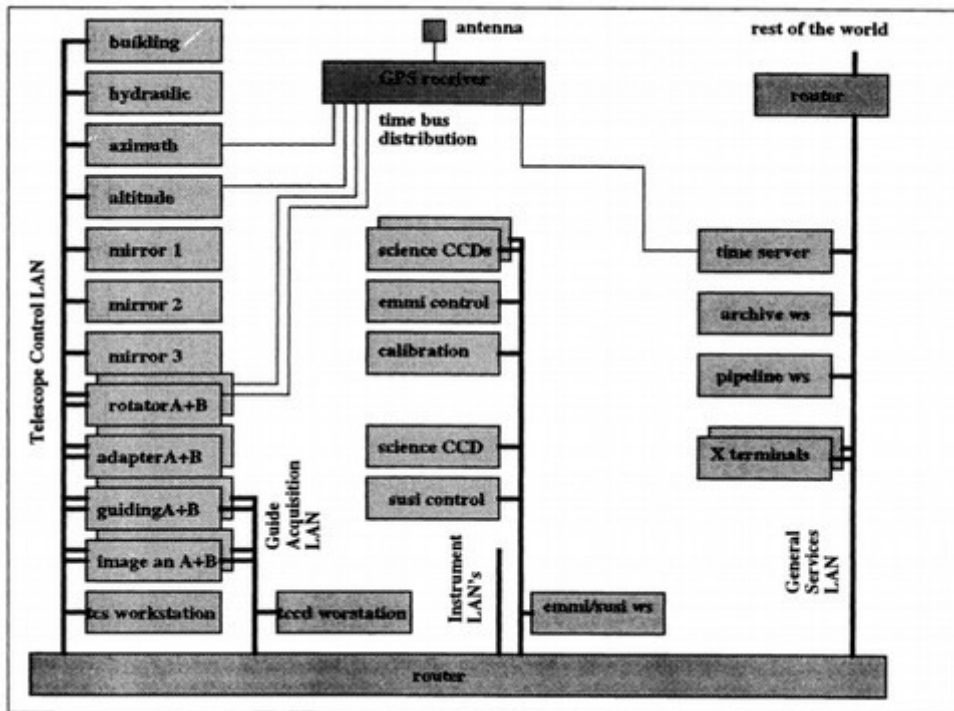 building
hydraulic
azimuth
altitude
mirror 1
mirror 2
mirror 3
rotatorA+B
adapterA+B
guidingA+B
image an A+B
tcs workstation
Telescope Control LAN
antenna
GPS receiver
time bus
distribution
science CCDs
emmi control
calibration
science CCD
susi control
Guide
Acquisition
LAN
tccd worstation
Instrument
LAN's
emmi/susi ws
rest of the world
router
time server
archive ws
pipeline ws
X terminals
General
Services
LAN
router